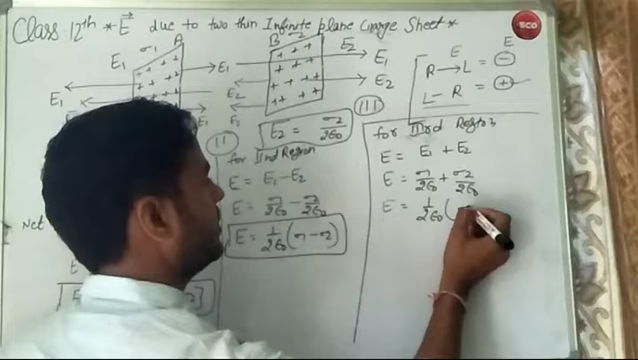 Class-12th * E⃗ due to two thin Infinite plane Charge Sheet *
σ1 A
B σ2
E1 E1
E2 E1
E2 E2
E1
E2 = σ2/2ε0
III
E E
R → L = −
L − R = +
II
for IInd Region
E = E1 − E2
E = σ1/2ε0 − σ2/2ε0
E = 1/2ε0 (σ1 − σ2)
for IIIrd Region
E = E1 + E2
E = σ1/2ε0 + σ2/2ε0
E = 1/2ε0 (
Net
E